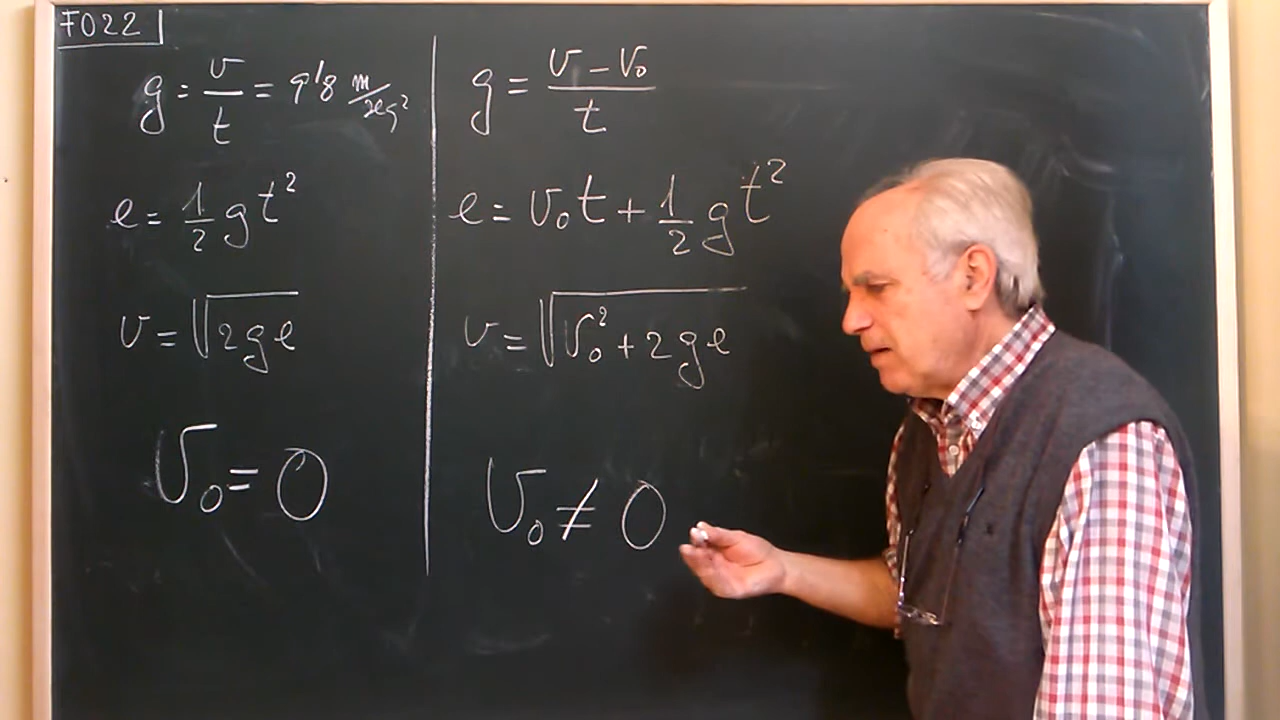 F022
g = v/t = 9'8 m/seg²
e = 1/2 g t²
v = √2ge
v₀ = 0
g = v - v₀/t
e = v₀t + 1/2 g t²
v = √v₀² + 2ge
v₀ ≠ 0